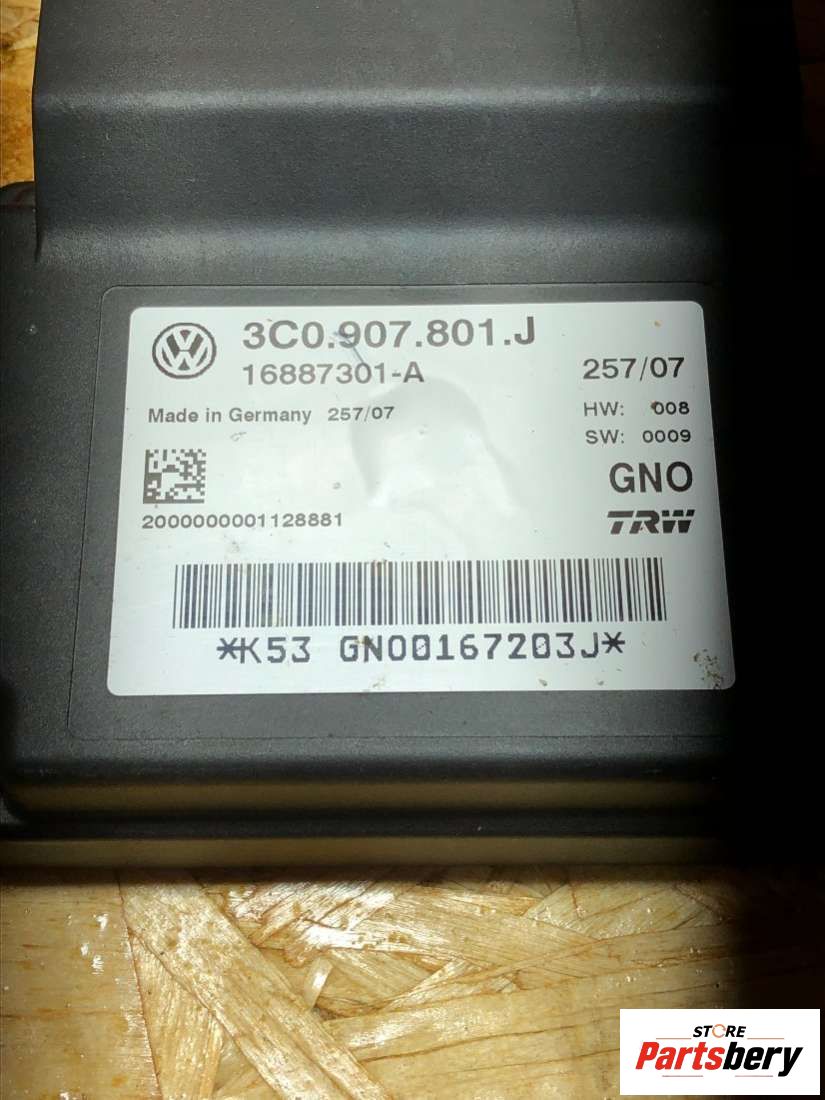 3C0.907.801.J
16887301-A
257/07
Made in Germany 257/07
HW: 008
SW: 0009
GNO
2000000001128881
TRW
*K53 GNO0167203J*
STORE
Partsbery